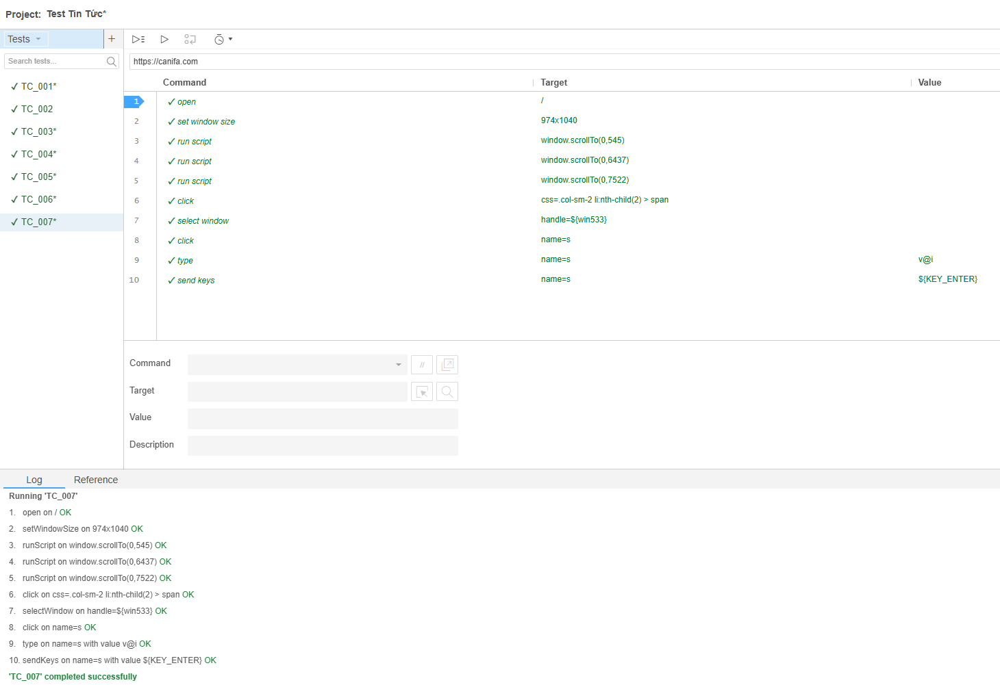 Project: Test Tin Tức*
Tests
+
Search tests...
https://canifa.com
✓ TC_001*
✓ TC_002
✓ TC_003*
✓ TC_004*
✓ TC_005*
✓ TC_006*
✓ TC_007*
Command Target Value
1 ✓ open /
2 ✓ set window size 974x1040
3 ✓ run script window.scrollTo(0,545)
4 ✓ run script window.scrollTo(0,6437)
5 ✓ run script window.scrollTo(0,7522)
6 ✓ click css=.col-sm-2 li:nth-child(2) > span
7 ✓ select window handle=${win533}
8 ✓ click name=s
9 ✓ type name=s v@i
10 ✓ send keys name=s ${KEY_ENTER}
Command //
Target
Value
Description
Log Reference
Running 'TC_007'
1. open on / OK
2. setWindowSize on 974x1040 OK
3. runScript on window.scrollTo(0,545) OK
4. runScript on window.scrollTo(0,6437) OK
5. runScript on window.scrollTo(0,7522) OK
6. click on css=.col-sm-2 li:nth-child(2) > span OK
7. selectWindow on handle=${win533} OK
8. click on name=s OK
9. type on name=s with value v@i OK
10. sendKeys on name=s with value ${KEY_ENTER} OK
'TC_007' completed successfully